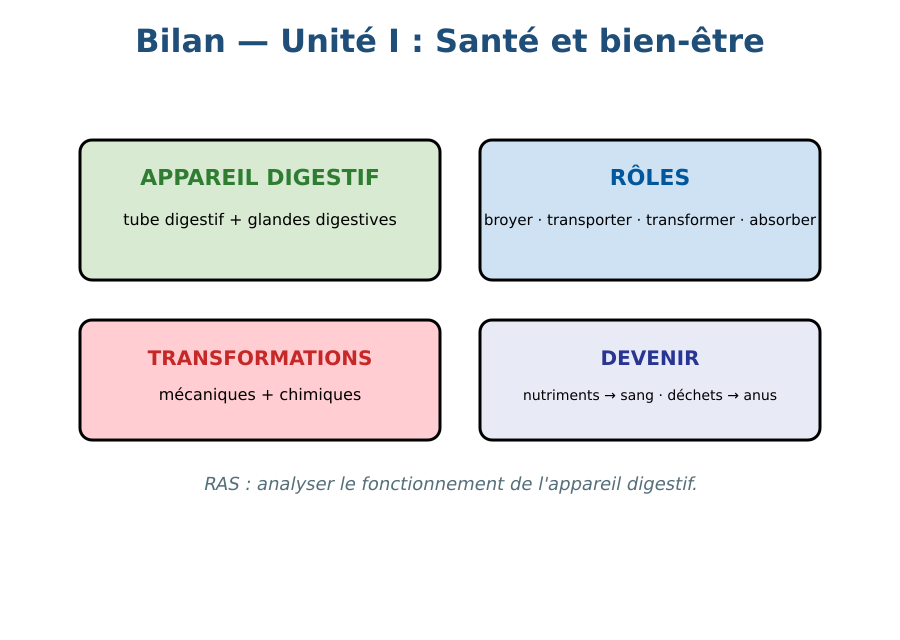 Bilan — Unité I : Santé et bien-être
APPAREIL DIGESTIF
tube digestif + glandes digestives
RÔLES
broyer · transporter · transformer · absorber
TRANSFORMATIONS
mécaniques + chimiques
DEVENIR
nutriments → sang · déchets → anus
RAS : analyser le fonctionnement de l'appareil digestif.